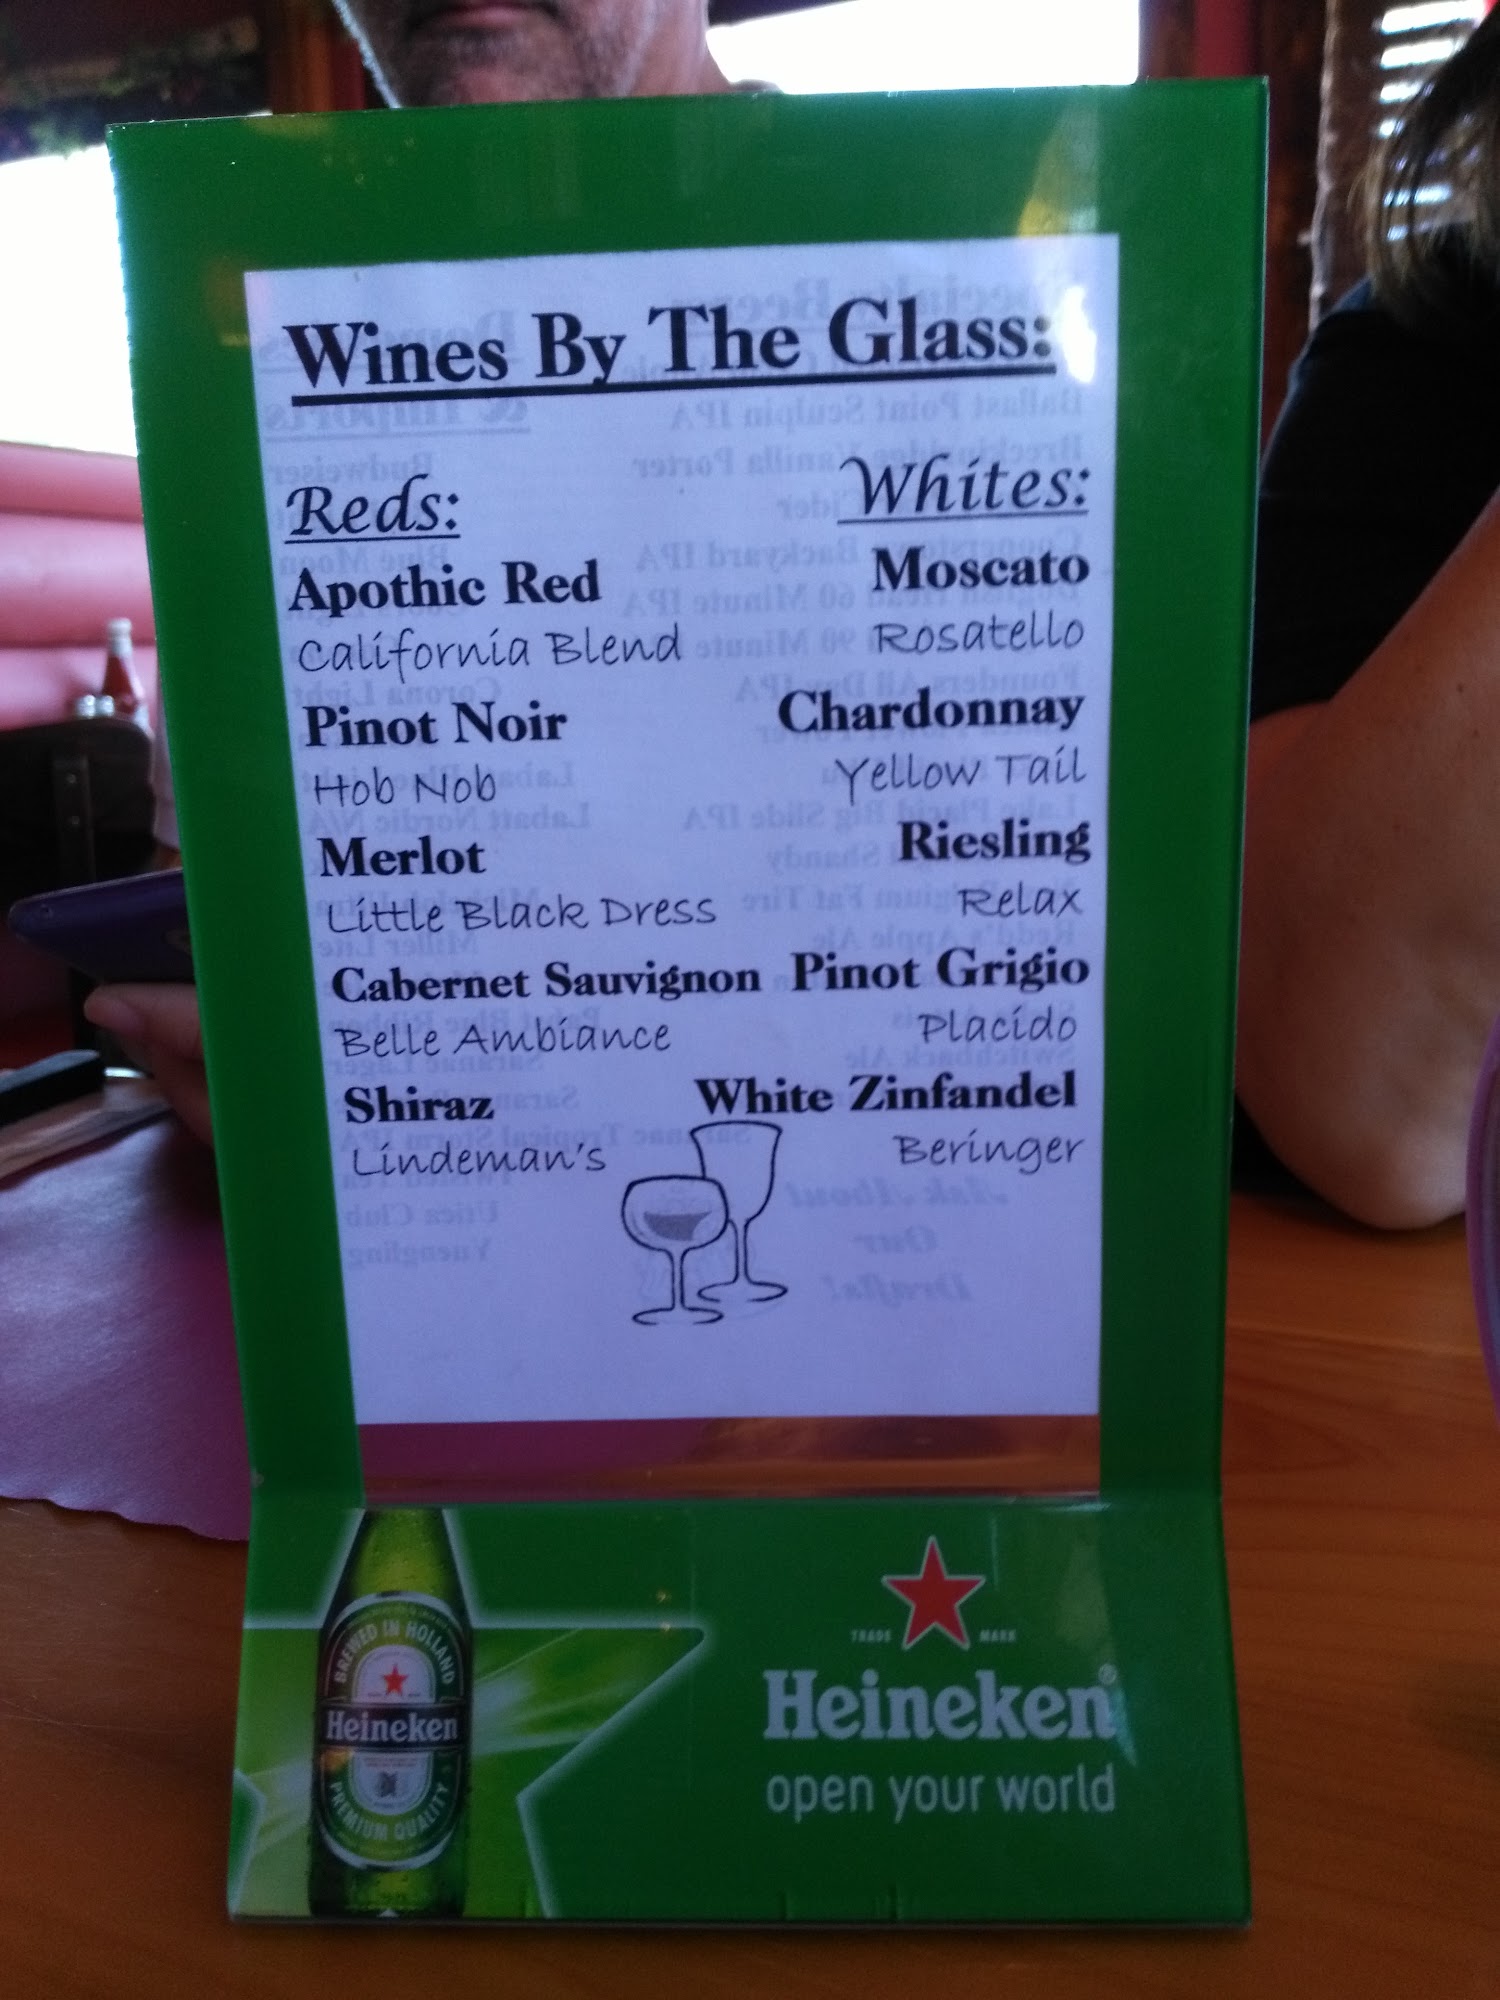 Wines By The Glass:
Reds:
Apothic Red
California Blend
Pinot Noir
Hob Nob
Merlot
Little Black Dress
Cabernet Sauvignon
Belle Ambiance
Shiraz
Lindeman's
Whites:
Moscato
Rosatello
Chardonnay
Yellow Tail
Riesling
Relax
Pinot Grigio
Placido
White Zinfandel
Beringer
BREWED IN HOLLAND
Heineken
PREMIUM QUALITY
TRADE MARK
Heineken®
open your world